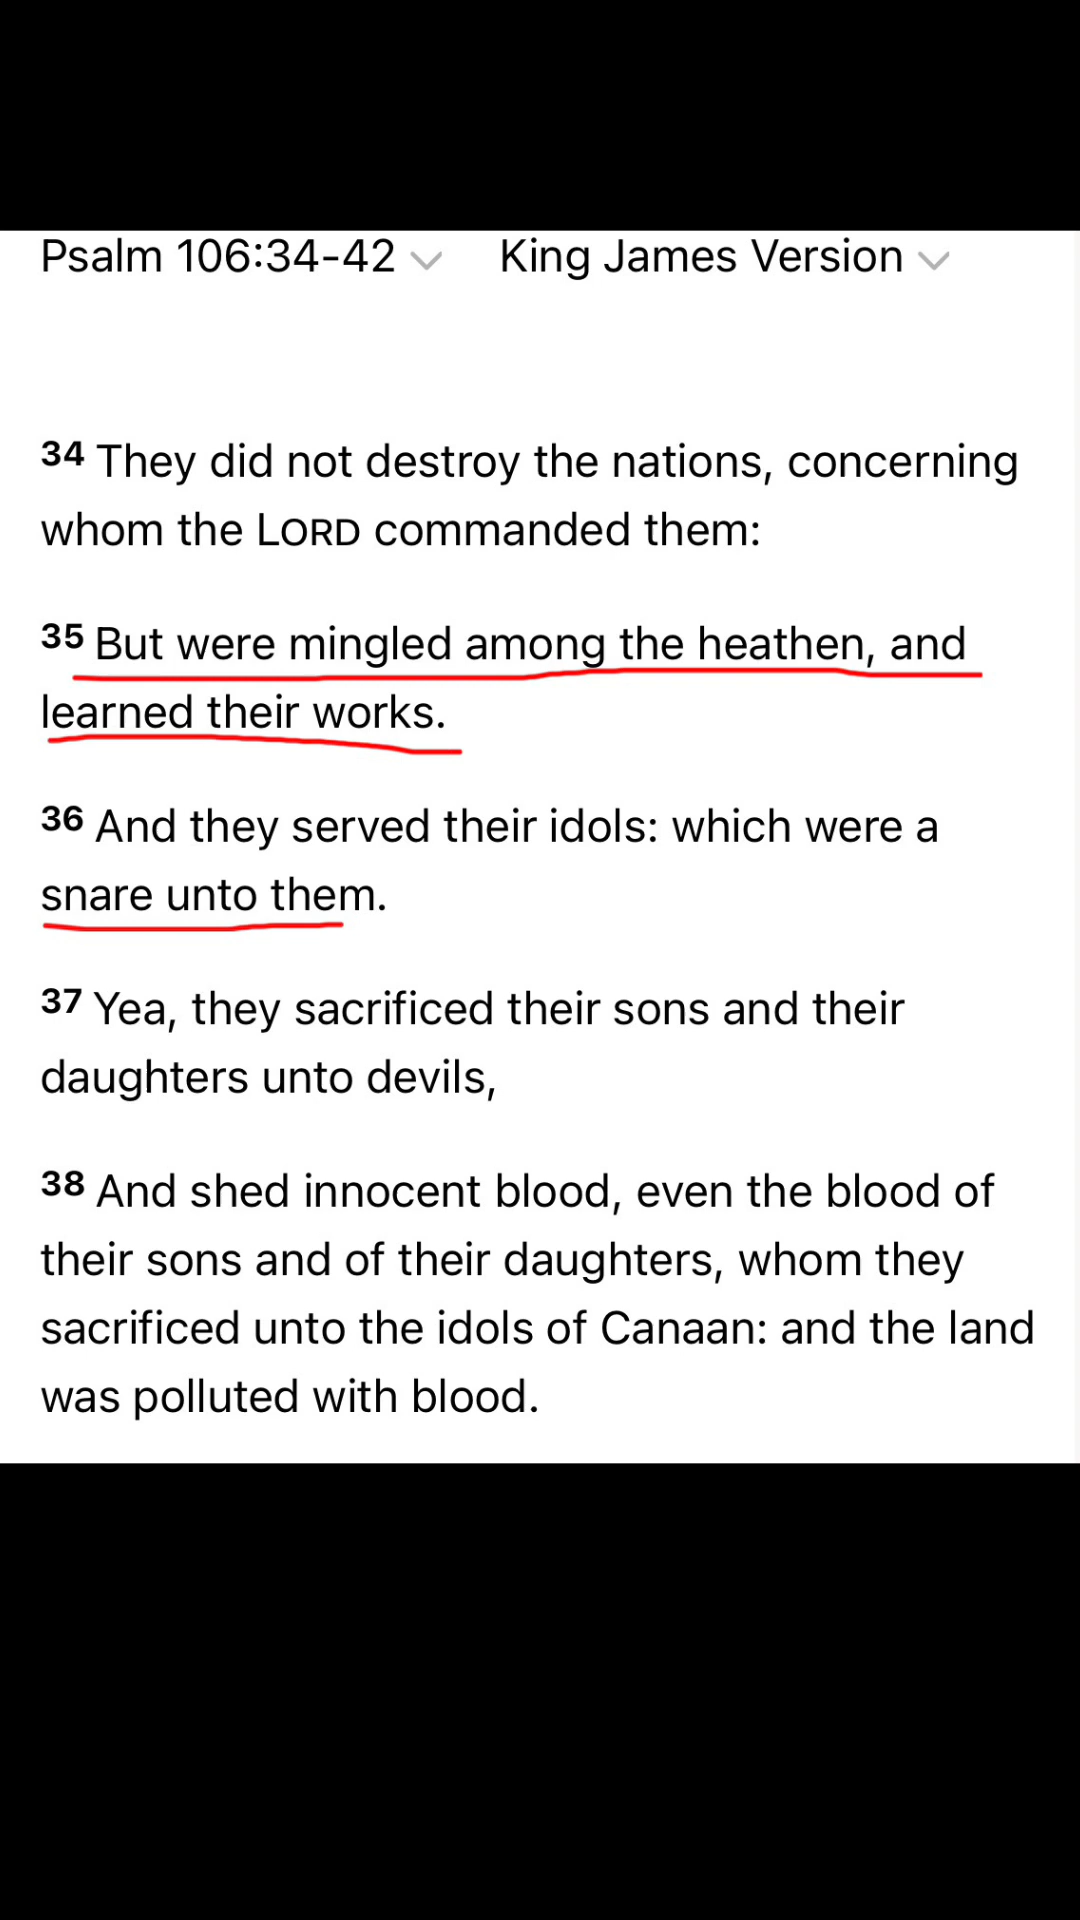 Psalm 106:34-42 King James Version
34 They did not destroy the nations, concerning
whom the LORD commanded them:
35 But were mingled among the heathen, and
learned their works.
36 And they served their idols: which were a
snare unto them.
37 Yea, they sacrificed their sons and their
daughters unto devils,
38 And shed innocent blood, even the blood of
their sons and of their daughters, whom they
sacrificed unto the idols of Canaan: and the land
was polluted with blood.